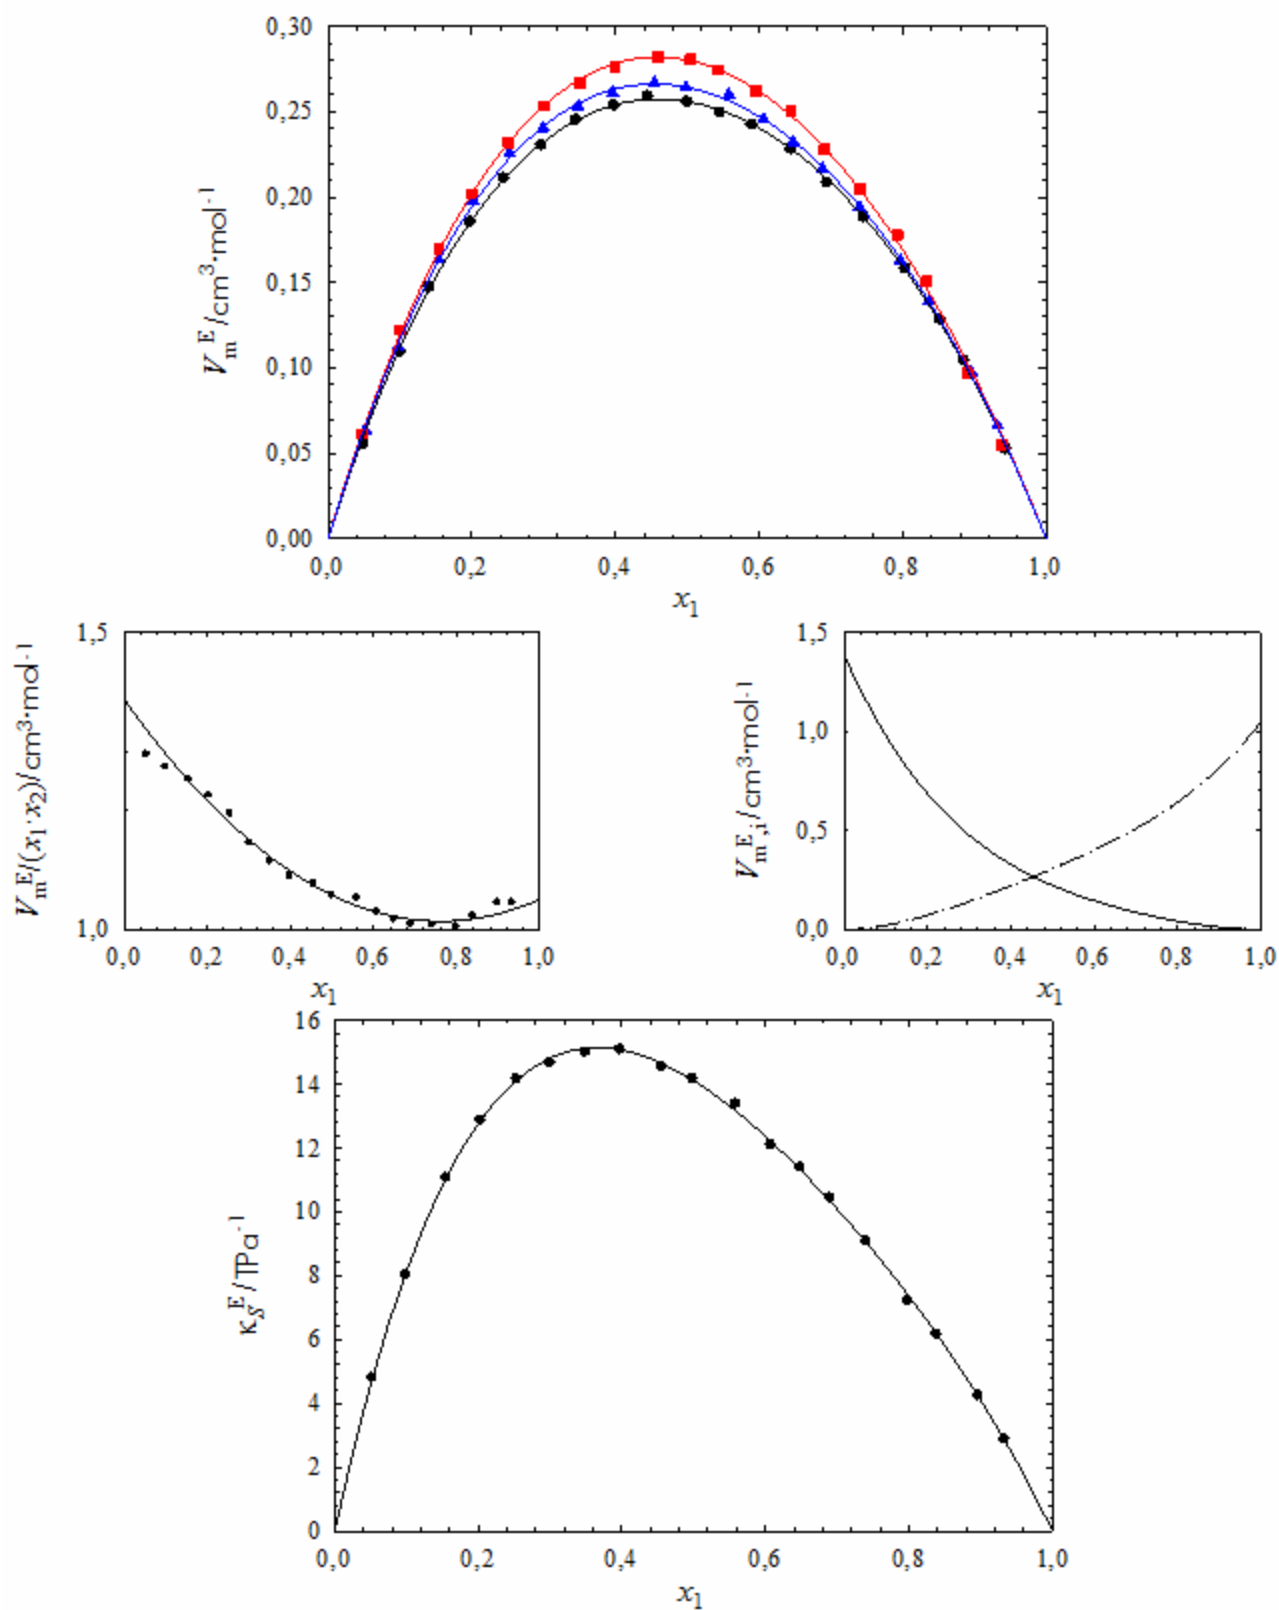 0,30
0,25
0,20
0,15
0,10
0,05
0,00
V_m^E/cm³·mol⁻¹
0,0 0,2 0,4 0,6 0,8 1,0
x₁
1,5
1,0
V_m^E/(x₁·x₂)/cm³·mol⁻¹
0,0 0,2 0,4 0,6 0,8 1,0
x₁
1,5
1,0
0,5
0,0
V_m^E,i/cm³·mol⁻¹
0,0 0,2 0,4 0,6 0,8 1,0
x₁
16
14
12
10
8
6
4
2
0
κ_S^E/TPa⁻¹
0,0 0,2 0,4 0,6 0,8 1,0
x₁